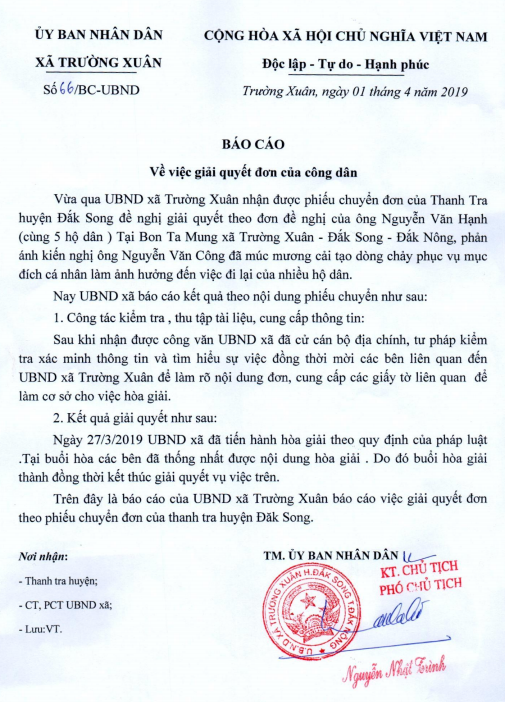 ỦY BAN NHÂN DÂN
XÃ TRƯỜNG XUÂN
Số 66/BC-UBND
CỘNG HÒA XÃ HỘI CHỦ NGHĨA VIỆT NAM
Độc lập - Tự do - Hạnh phúc
Trường Xuân, ngày 01 tháng 4 năm 2019
BÁO CÁO
Về việc giải quyết đơn của công dân
Vừa qua UBND xã Trường Xuân nhận được phiếu chuyển đơn của Thanh Tra
huyện Đắk Song đề nghị giải quyết theo đơn đề nghị của ông Nguyễn Văn Hạnh
(cùng 5 hộ dân ) Tại Bon Ta Mung xã Trường Xuân - Đắk Song - Đắk Nông, phản
ánh kiến nghị ông Nguyễn Văn Công đã múc mương cải tạo dòng chảy phục vụ mục
đích cá nhân làm ảnh hưởng đến việc đi lại của nhiều hộ dân.
Nay UBND xã báo cáo kết quả theo nội dung phiếu chuyển như sau:
1. Công tác kiểm tra , thu tập tài liệu, cung cấp thông tin:
Sau khi nhận được công văn UBND xã đã cử cán bộ địa chính, tư pháp kiểm
tra xác minh thông tin và tìm hiểu sự việc đồng thời mời các bên liên quan đến
UBND xã Trường Xuân để làm rõ nội dung đơn, cung cấp các giấy tờ liên quan để
làm cơ sở cho việc hòa giải.
2. Kết quả giải quyết như sau:
Ngày 27/3/2019 UBND xã đã tiến hành hòa giải theo quy định của pháp luật
.Tại buổi hòa các bên đã thống nhất được nội dung hòa giải . Do đó buổi hòa giải
thành đồng thời kết thúc giải quyết vụ việc trên.
Trên đây là báo cáo của UBND xã Trường Xuân báo cáo việc giải quyết đơn
theo phiếu chuyển đơn của thanh tra huyện Đăk Song.
Nơi nhận:
- Thanh tra huyện;
- CT, PCT UBND xã;
- Lưu:VT.
TM. ỦY BAN NHÂN DÂN
KT. CHỦ TỊCH
PHÓ CHỦ TỊCH
U.B.N.D XÃ TRƯỜNG XUÂN H.ĐẮK SONG T.ĐẮK NÔNG
Nguyễn Nhật Trình